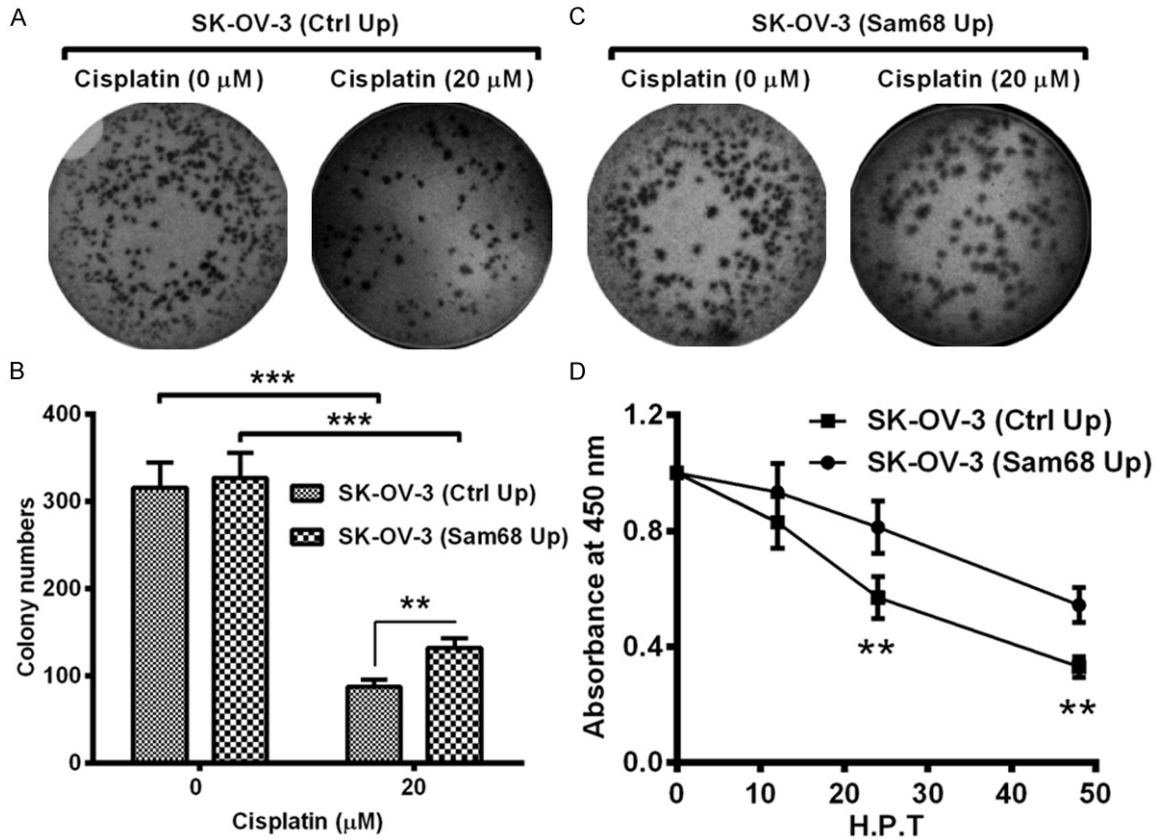 A
SK-OV-3 (Ctrl Up)
Cisplatin (0 µM)
Cisplatin (20 µM)
C
SK-OV-3 (Sam68 Up)
Cisplatin (0 µM)
Cisplatin (20 µM)
B
***
***
**
400
300
200
100
0
Colony numbers
SK-OV-3 (Ctrl Up)
SK-OV-3 (Sam68 Up)
0
20
Cisplatin (µM)
D
1.2
0.8
0.4
0.0
Absorbance at 450 nm
SK-OV-3 (Ctrl Up)
SK-OV-3 (Sam68 Up)
**
**
0
10
20
30
40
50
H.P.T